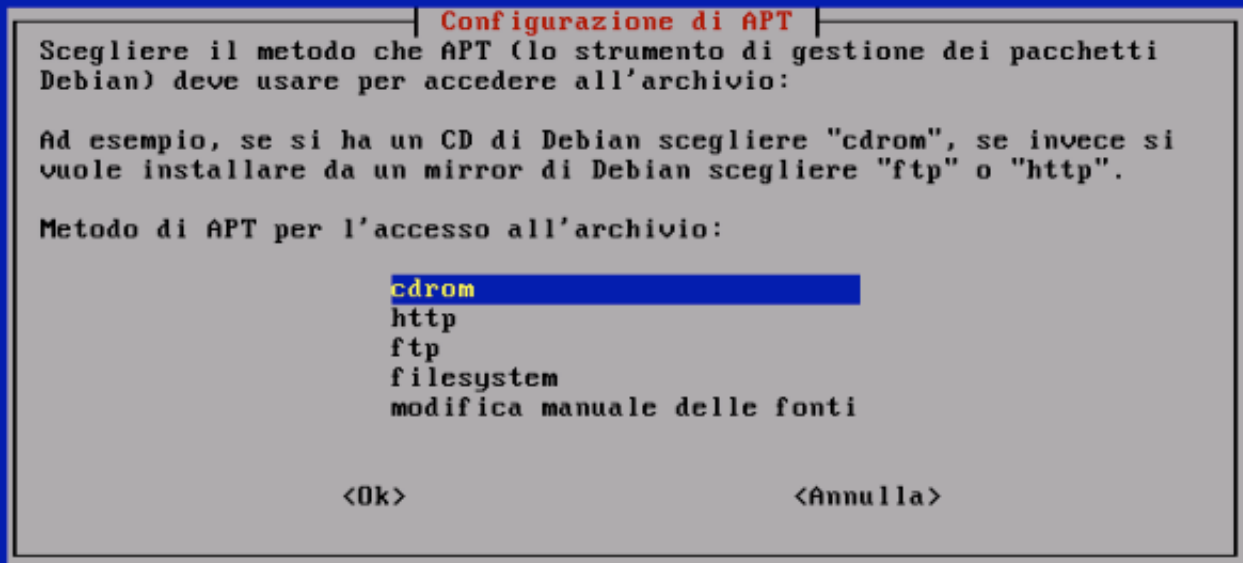 Configurazione di APT
Scegliere il metodo che APT (lo strumento di gestione dei pacchetti
Debian) deve usare per accedere all'archivio:
Ad esempio, se si ha un CD di Debian scegliere "cdrom", se invece si
vuole installare da un mirror di Debian scegliere "ftp" o "http".
Metodo di APT per l'accesso all'archivio:
cdrom
http
ftp
filesystem
modifica manuale delle fonti
<Ok> <Annulla>